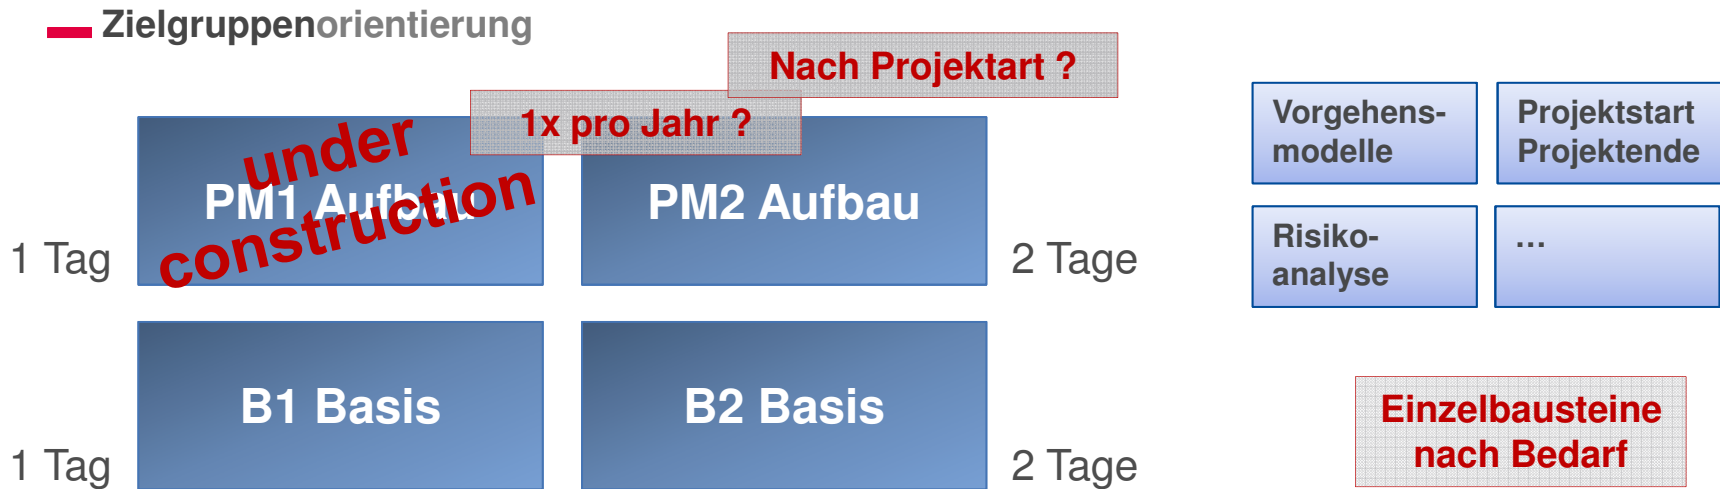 Zielgruppenorientierung
Nach Projektart ?
1x pro Jahr ?
under
construction
PM1 Aufbau
PM2 Aufbau
1 Tag
2 Tage
B1 Basis
B2 Basis
1 Tag
2 Tage
Vorgehens-
modelle
Projektstart
Projektende
Risiko-
analyse
...
Einzelbausteine
nach Bedarf